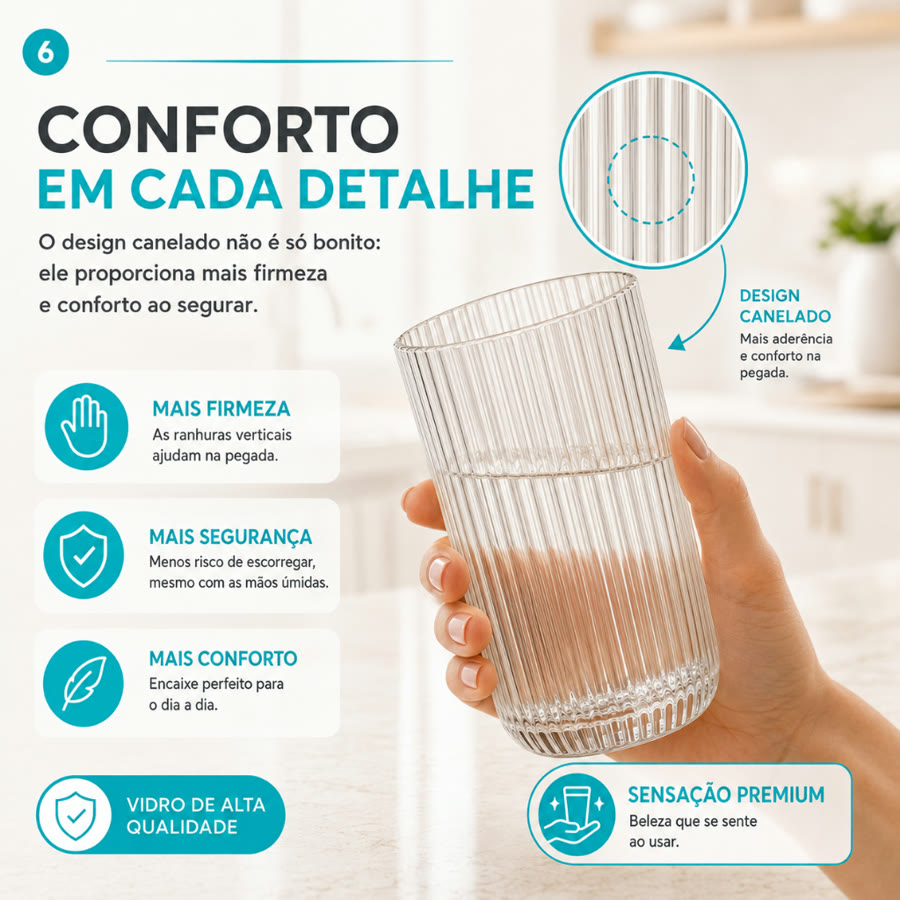 6
CONFORTO
EM CADA DETALHE
O design canelado não é só bonito:
ele proporciona mais firmeza
e conforto ao segurar.
DESIGN
CANELADO
Mais aderência
e conforto na
pegada.
MAIS FIRMEZA
As ranhuras verticais
ajudam na pegada.
MAIS SEGURANÇA
Menos risco de escorregar,
mesmo com as mãos úmidas.
MAIS CONFORTO
Encaixe perfeito para
o dia a dia.
VIDRO DE ALTA
QUALIDADE
SENSAÇÃO PREMIUM
Beleza que se sente
ao usar.